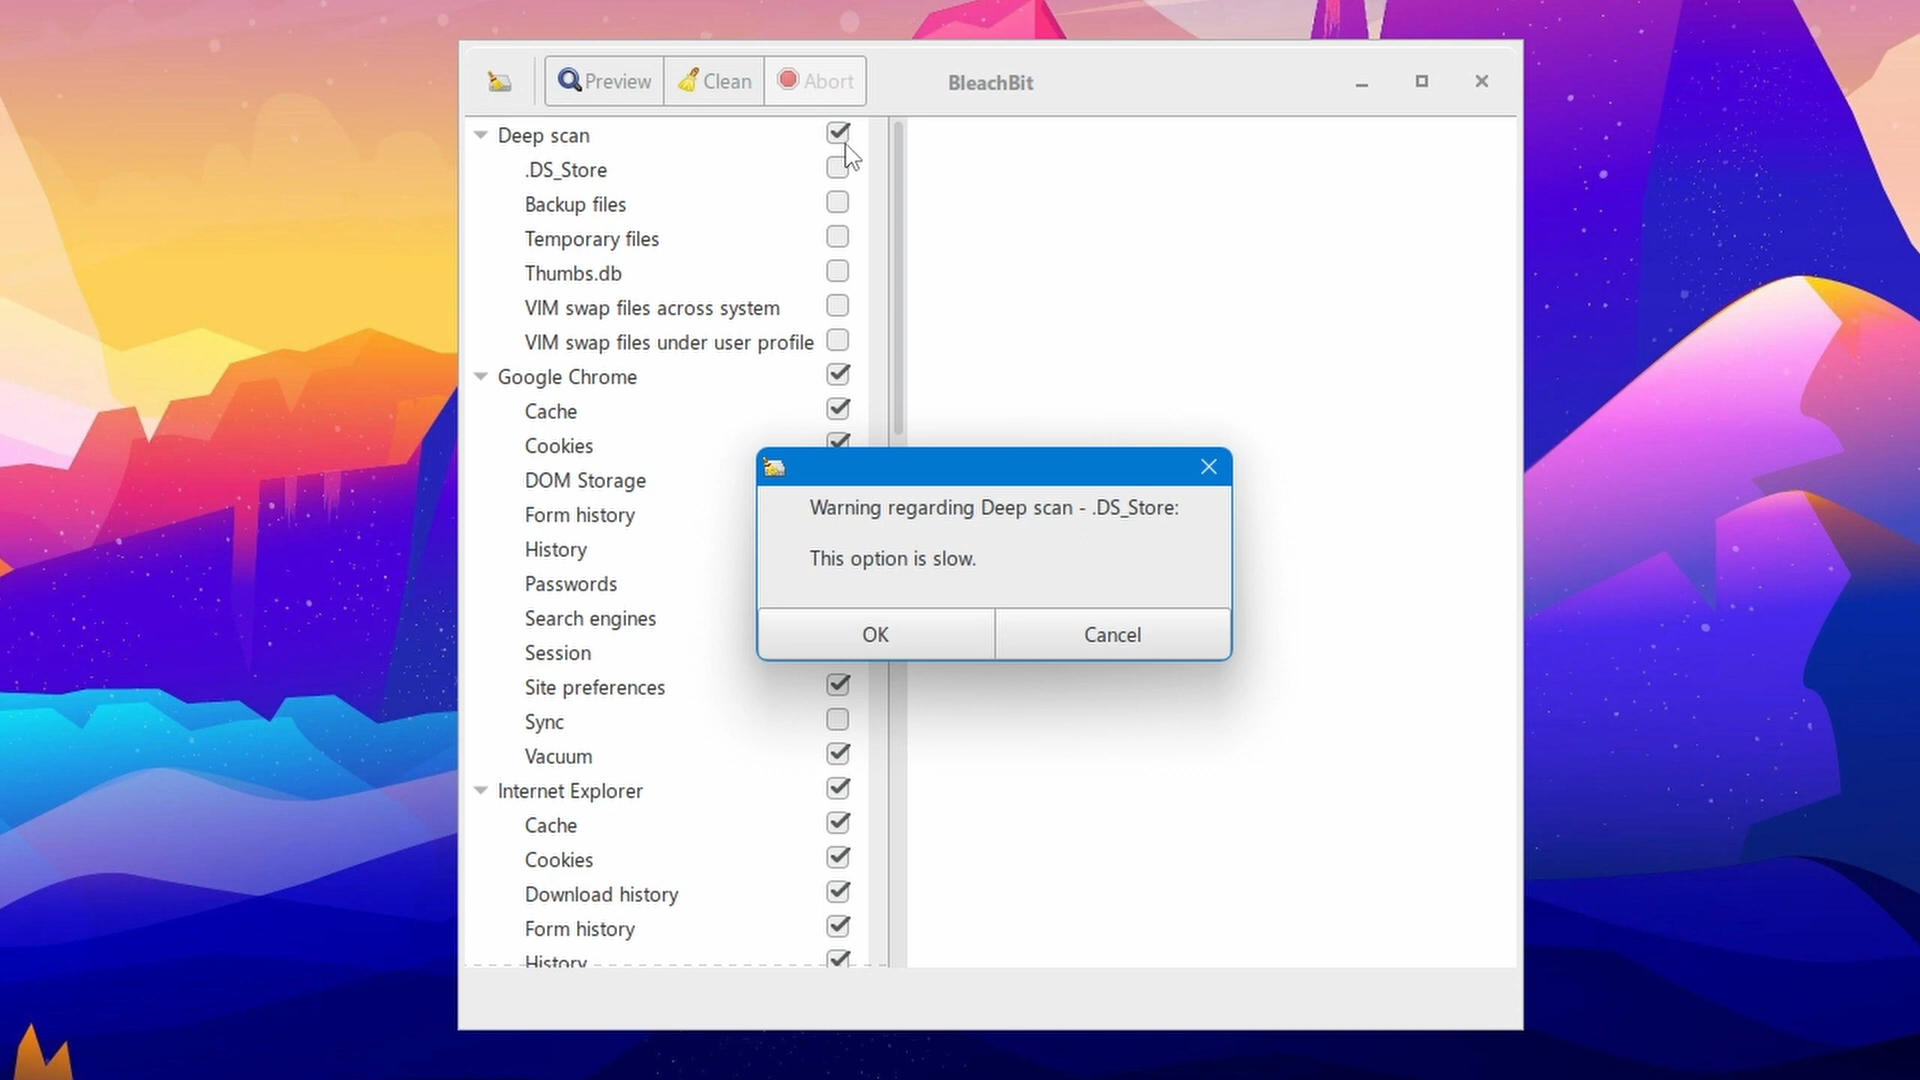 Preview
Clean
Abort
BleachBit
Deep scan
.DS_Store
Backup files
Temporary files
Thumbs.db
VIM swap files across system
VIM swap files under user profile
Google Chrome
Cache
Cookies
DOM Storage
Form history
History
Passwords
Search engines
Session
Site preferences
Sync
Vacuum
Internet Explorer
Cache
Cookies
Download history
Form history
History
Warning regarding Deep scan - .DS_Store:
This option is slow.
OK
Cancel